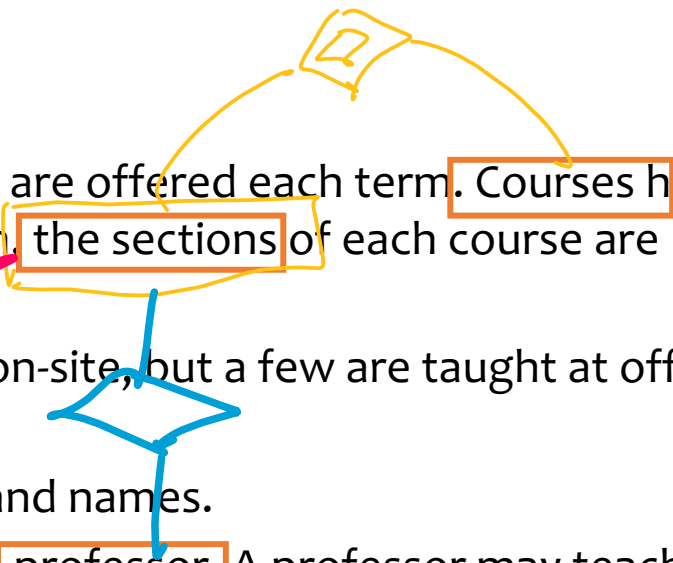 are offered each term. Courses h
the sections of each course are
on-site, but a few are taught at off
and names.
professor. A professor may teach